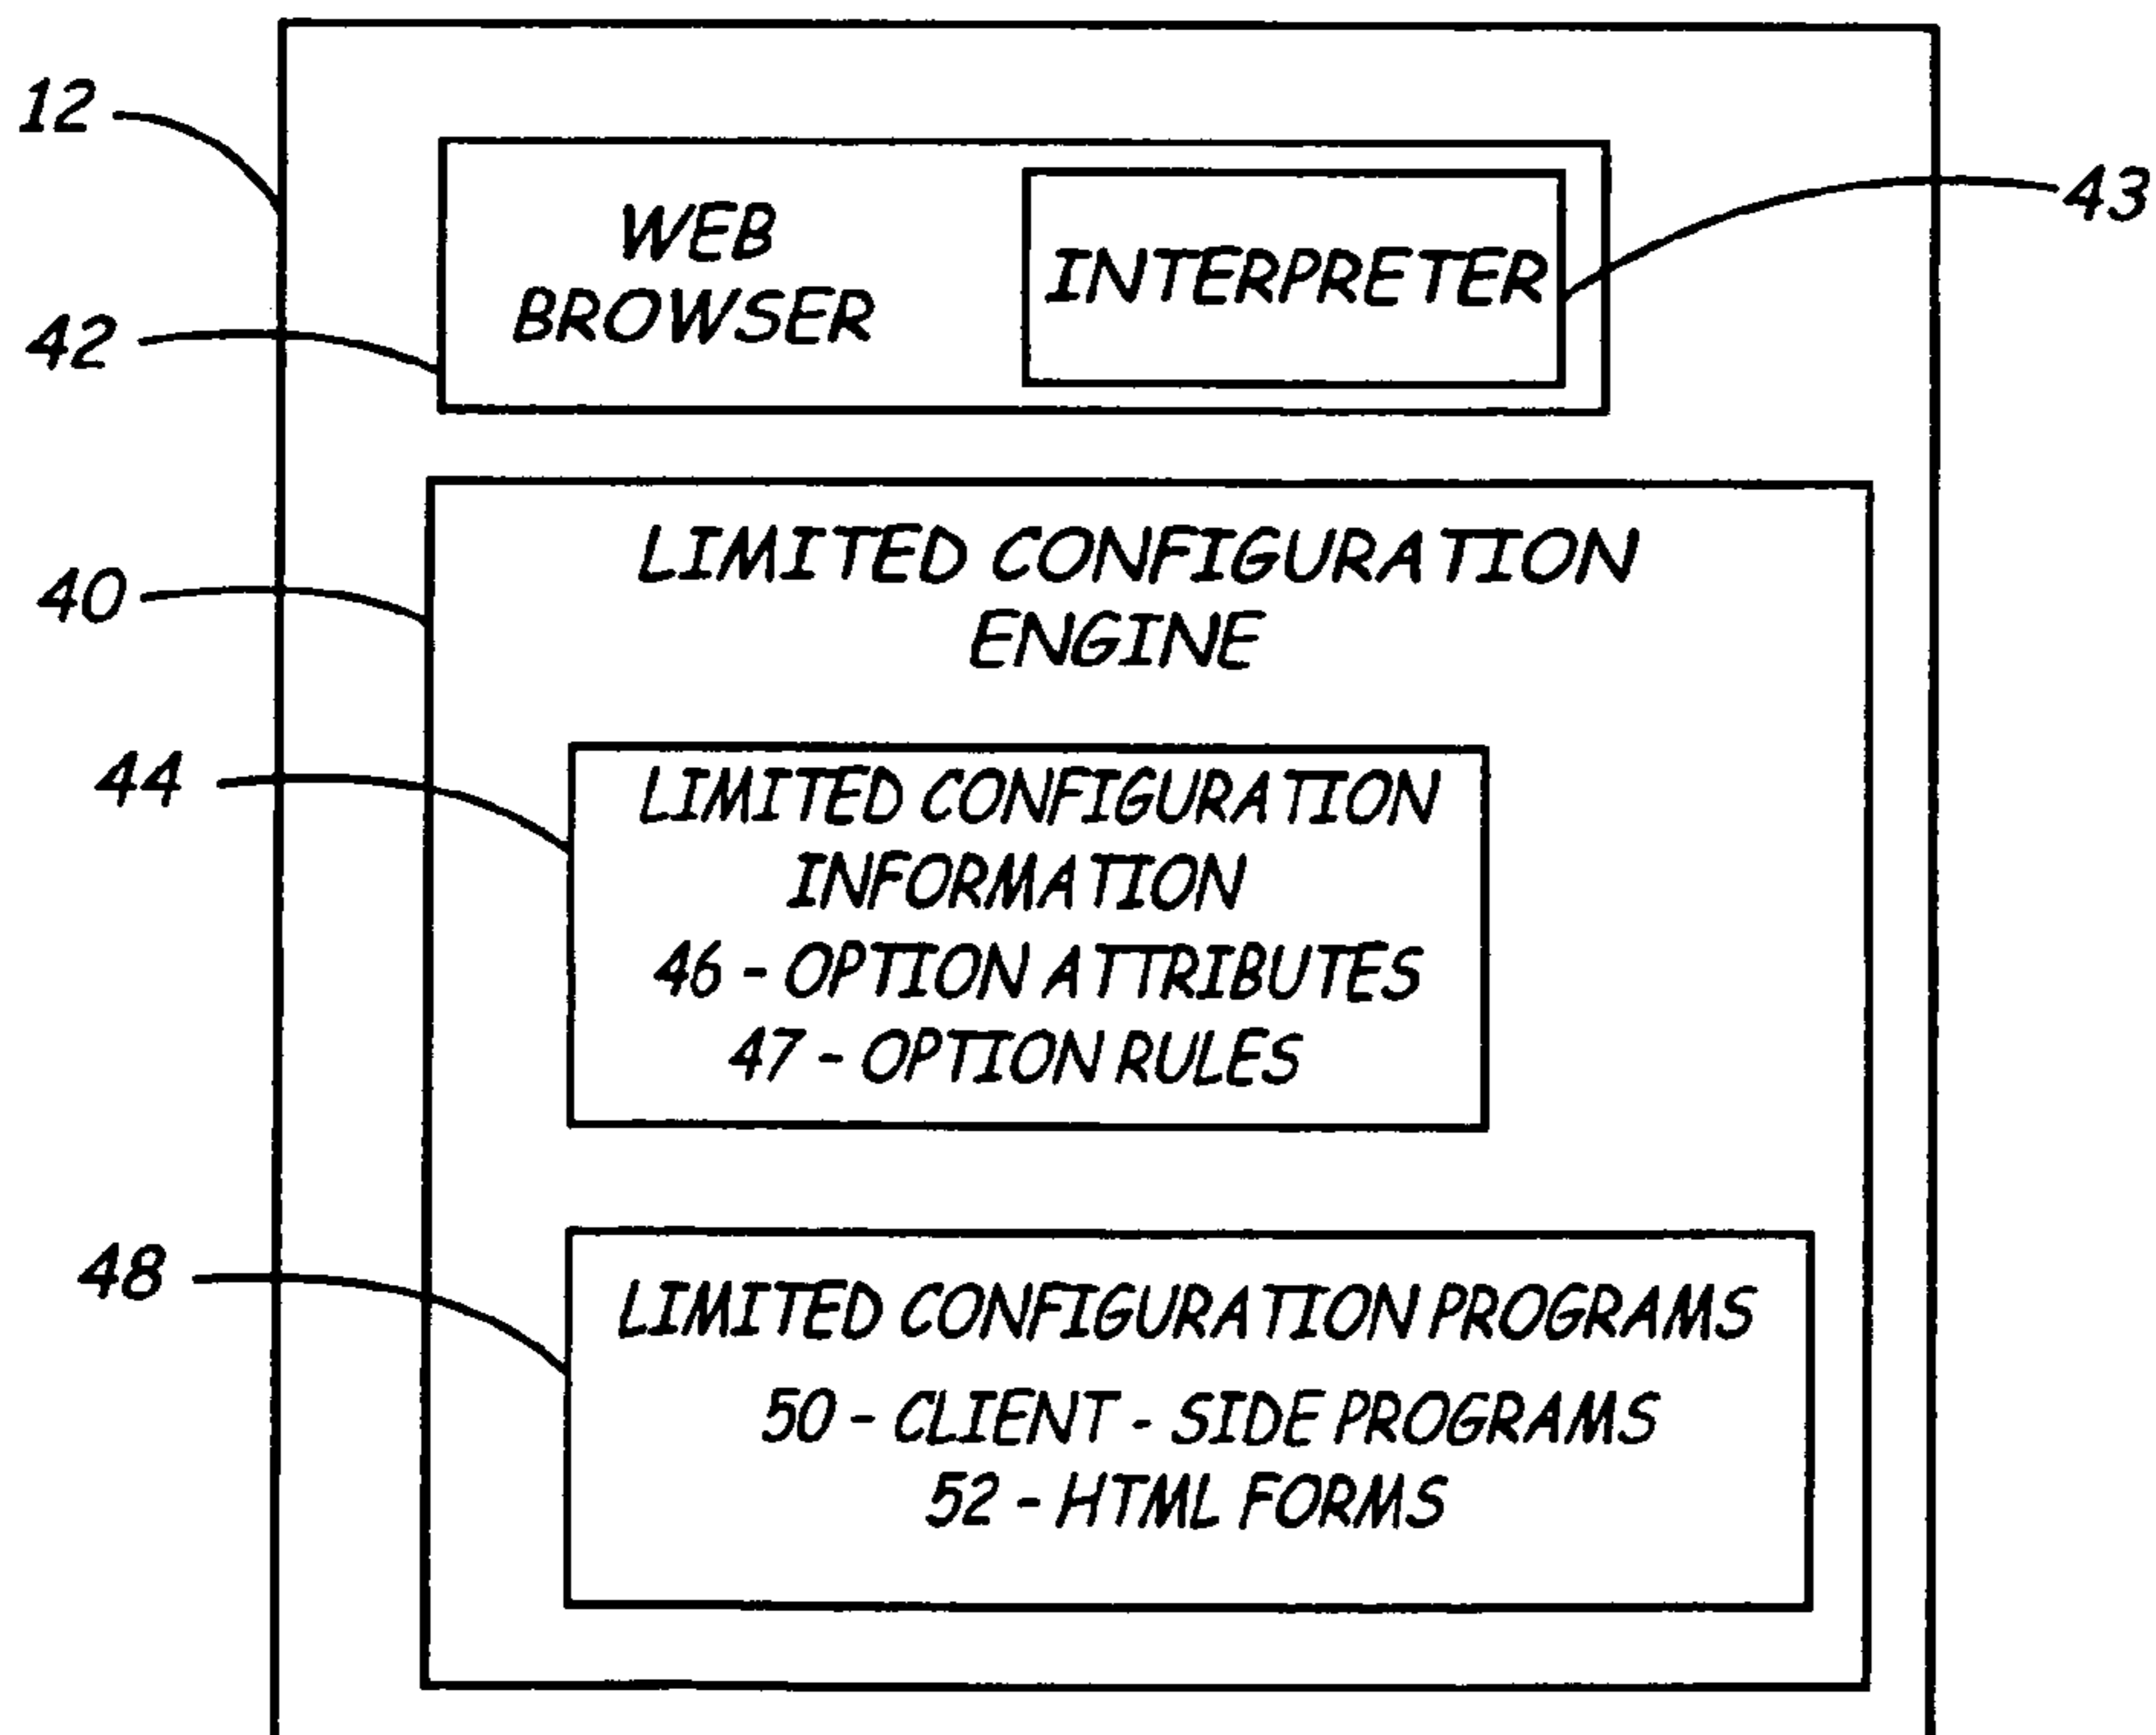 12
WEB
BROWSER
INTERPRETER
43
42
LIMITED CONFIGURATION
ENGINE
40
44
LIMITED CONFIGURATION
INFORMATION
46 - OPTION ATTRIBUTES
47 - OPTION RULES
48
LIMITED CONFIGURATION PROGRAMS
50 - CLIENT - SIDE PROGRAMS
52 - HTML FORMS